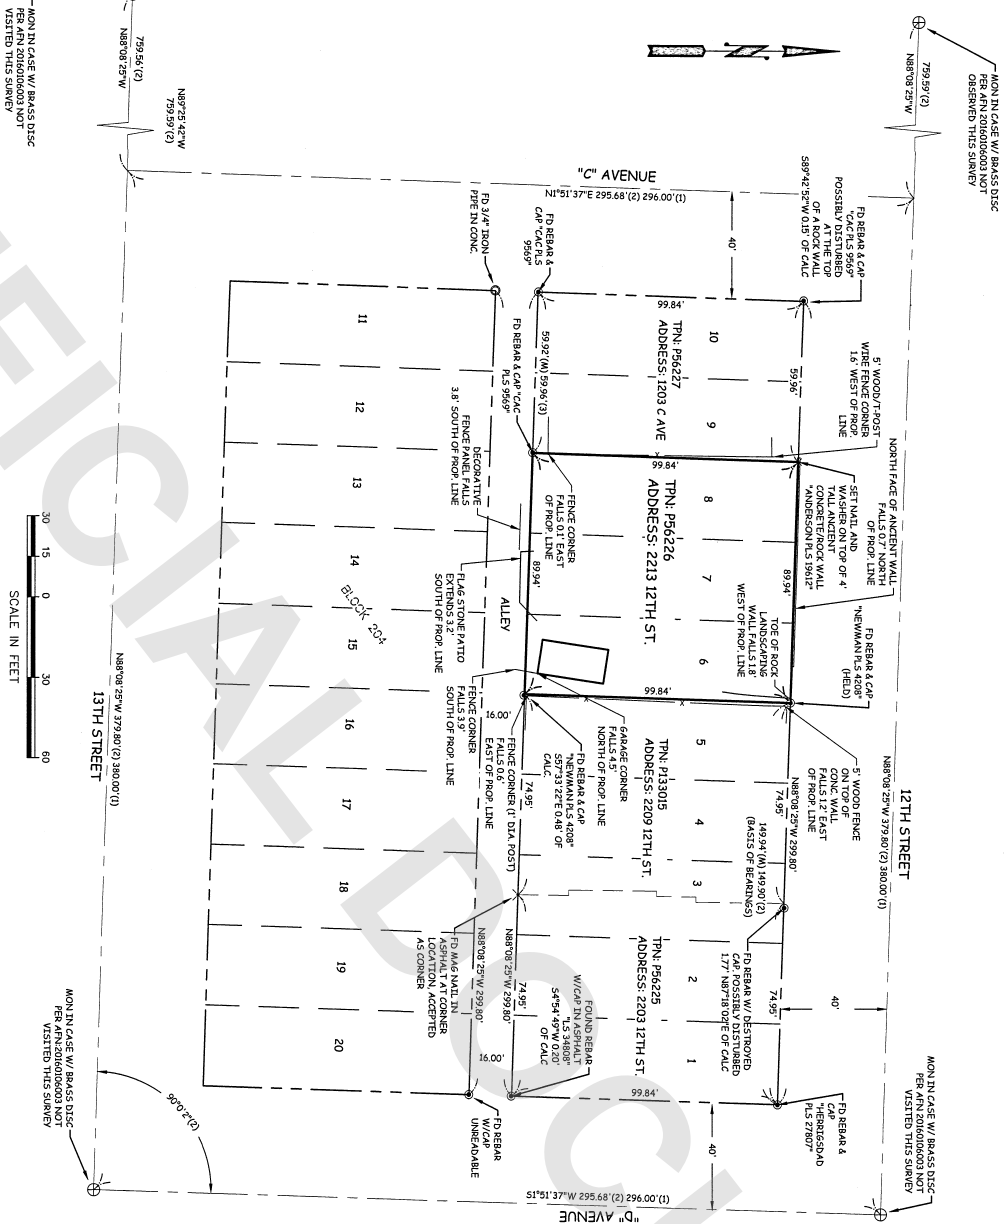 MON IN CASE W/ BRASS DISC
PER AFN 20160106003 NOT
OBSERVED THIS SURVEY
759.59'(2)
N88°08'25"W
MON IN CASE W/ BRASS DISC
PER AFN 20160106003 NOT
VISITED THIS SURVEY
759.56'(2)
N88°08'25"W
N89°25'42"W
759.59'(2)
"C" AVENUE
N1°51'37"E 295.68'(2) 296.00'(1)
40'
FD REBAR & CAP
"CAC PLS 9569"
POSSIBLY DISTURBED
AT THE TOP
OF A ROCK WALL
S89°42'52"W 0.15' OF CALC
FD REBAR &
CAP "CAC PLS
9569"
FD 3/4" IRON
PIPE IN CONC.
99.84'
10
TPN: P56227
ADDRESS: 1203 C AVE
9
59.96'
59.92'(M) 59.96'(3)
FD REBAR & CAP "CAC
PLS 9569"
5' WOOD/T-POST
WIRE FENCE CORNER
1.6' WEST OF PROP.
LINE
NORTH FACE OF ANCIENT WALL
FALLS 0.7' NORTH
OF PROP. LINE
SET NAIL AND
WASHER ON TOP OF 4'
TALL ANCIENT
CONCRETE/ROCK WALL
"ANDERSON PLS 19612"
99.84'
8
TPN: P56226
ADDRESS: 2213 12TH ST.
7
6
89.94'
89.94'
FENCE CORNER
FALLS 0.1' EAST
OF PROP. LINE
DECORATIVE
FENCE PANEL FALLS
3.8' SOUTH OF PROP. LINE
FLAG STONE PATIO
EXTENDS 3.2'
SOUTH OF PROP. LINE
ALLEY
TOE OF ROCK
LANDSCAPING
WALL FALLS 1.8'
WEST OF PROP. LINE
FD REBAR & CAP
"NEWMAN PLS 4208"
(HELD)
99.84'
FENCE CORNER
FALLS 3.9'
SOUTH OF PROP. LINE
GARAGE CORNER
FALLS 4.5'
NORTH OF PROP. LINE
FD REBAR & CAP
"NEWMAN PLS 4208"
S57°33'22"E 0.48' OF
CALC.
FENCE CORNER (1' DIA. POST)
FALLS 0.6'
EAST OF PROP. LINE
16.00'
5' WOOD FENCE
ON TOP OF
CONC. WALL
FALLS 1.2' EAST
OF PROP. LINE
5
TPN: P133015
ADDRESS: 2209 12TH ST.
4
3
74.95'
74.95'
N88°08'25"W 299.80'
149.94'(M) 149.90'(2)
(BASIS OF BEARINGS)
12TH STREET
N88°08'25"W 379.80'(2) 380.00'(1)
FD REBAR W/ DESTROYED
CAP. POSSIBLY DISTURBED
1.77' N87°18'02"E OF CALC
2
TPN: P56225
ADDRESS: 2203 12TH ST.
1
74.95'
74.95'
N88°08'25"W 299.80'
N88°08'25"W 299.80'
FD MAG NAIL IN
ASPHALT AT CORNER
LOCATION, ACCEPTED
AS CORNER
FOUND REBAR
W/CAP IN ASPHALT
"LS 34808"
S4°54'49"W 0.20'
OF CALC
16.00'
99.84'
40'
40'
FD REBAR &
CAP
"HERRIGSDAD
PLS 27807"
FD REBAR
W/CAP
UNREADABLE
MON IN CASE W/ BRASS DISC
PER AFN 20160106003 NOT
VISITED THIS SURVEY
S1°51'37"W 295.68'(2) 296.00'(1)
"D" AVENUE
11
12
13
14
BLOCK 204
15
16
17
18
19
20
13TH STREET
N88°08'25"W 379.80'(2) 380.00'(1)
90°0'2"(2)
MON IN CASE W/ BRASS DISC
PER AFN 20160106003 NOT
VISITED THIS SURVEY
30 15 0 30 60
SCALE IN FEET